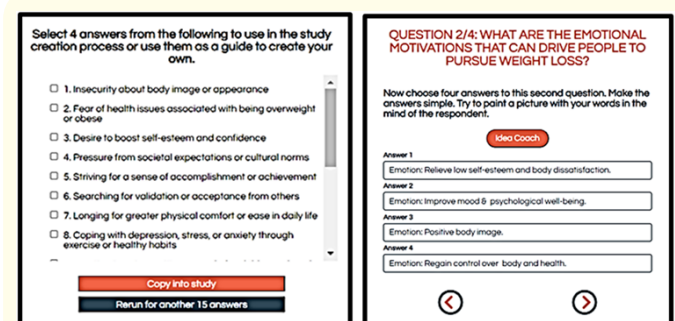 Select 4 answers from the following to use in the study
creation process or use them as a guide to create your
own.
1. Insecurity about body image or appearance
2. Fear of health issues associated with being overweight
or obese
3. Desire to boost self-esteem and confidence
4. Pressure from societal expectations or cultural norms
5. Striving for a sense of accomplishment or achievement
6. Searching for validation or acceptance from others
7. Longing for greater physical comfort or ease in daily life
8. Coping with depression, stress, or anxiety through
exercise or healthy habits
Copy into study
Rerun for another 15 answers
QUESTION 2/4: WHAT ARE THE EMOTIONAL
MOTIVATIONS THAT CAN DRIVE PEOPLE TO
PURSUE WEIGHT LOSS?
Now choose four answers to this second question. Make the
answers simple. Try to paint a picture with your words in the
mind of the respondent.
Idea Coach
Answer 1
Emotion: Relieve low self-esteem and body dissatisfaction.
Answer 2
Emotion: Improve mood & psychological well-being.
Answer 3
Emotion: Positive body image.
Answer 4
Emotion: Regain control over body and health.